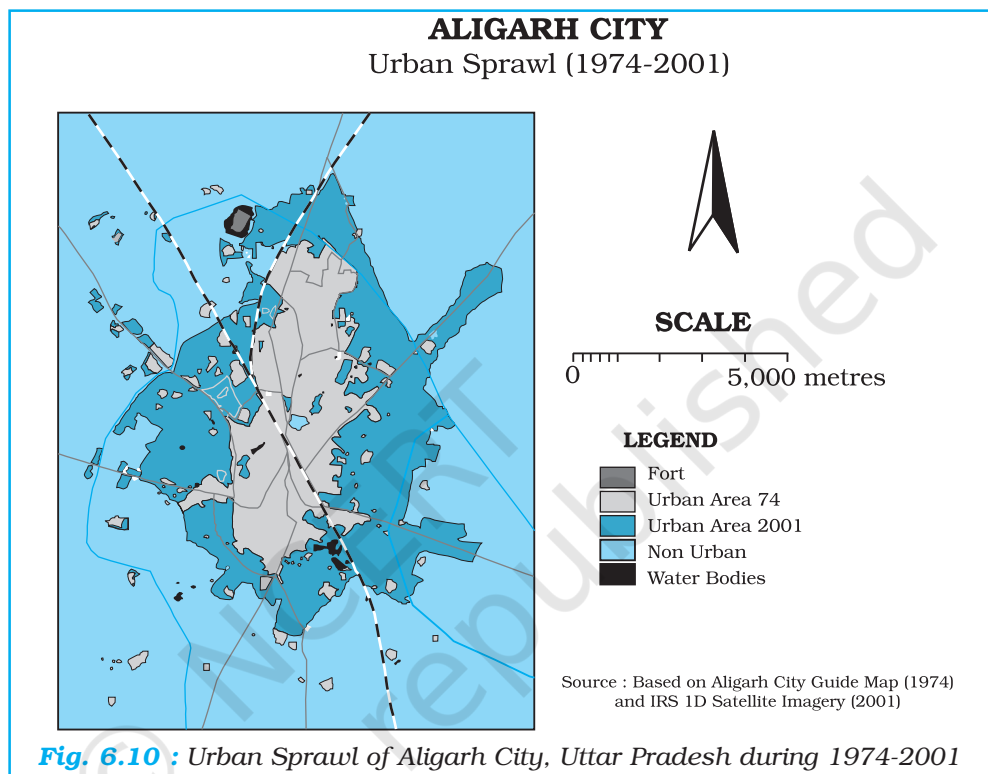 ALIGARH CITY
Urban Sprawl (1974-2001)
SCALE
0 5,000 metres
LEGEND
Fort
Urban Area 74
Urban Area 2001
Non Urban
Water Bodies
Source : Based on Aligarh City Guide Map (1974)
and IRS 1D Satellite Imagery (2001)
Fig. 6.10 : Urban Sprawl of Aligarh City, Uttar Pradesh during 1974-2001
© NCERT
republished